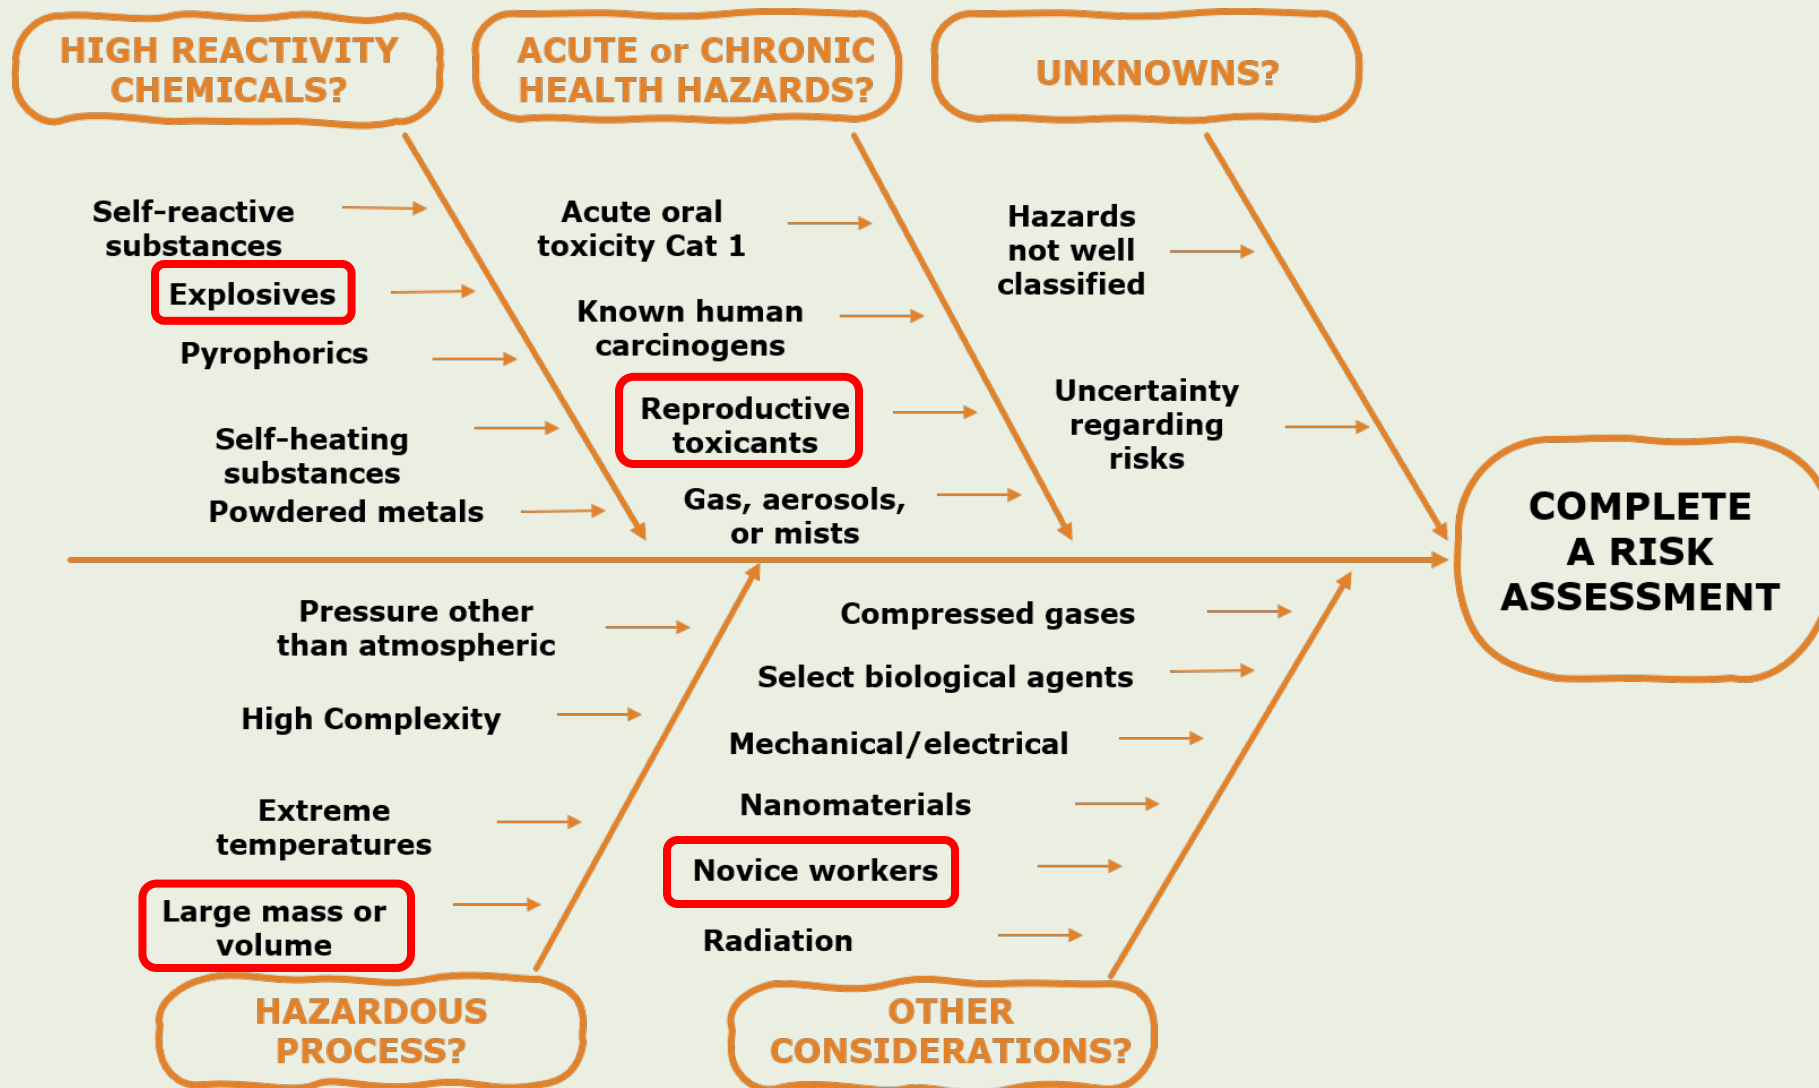 HIGH REACTIVITY
CHEMICALS?
ACUTE or CHRONIC
HEALTH HAZARDS?
UNKNOWNS?
Self-reactive
substances
Explosives
Pyrophorics
Self-heating
substances
Powdered metals
Acute oral
toxicity Cat 1
Known human
carcinogens
Reproductive
toxicants
Gas, aerosols,
or mists
Hazards
not well
classified
Uncertainty
regarding
risks
COMPLETE
A RISK
ASSESSMENT
Pressure other
than atmospheric
High Complexity
Extreme
temperatures
Large mass or
volume
Compressed gases
Select biological agents
Mechanical/electrical
Nanomaterials
Novice workers
Radiation
HAZARDOUS
PROCESS?
OTHER
CONSIDERATIONS?